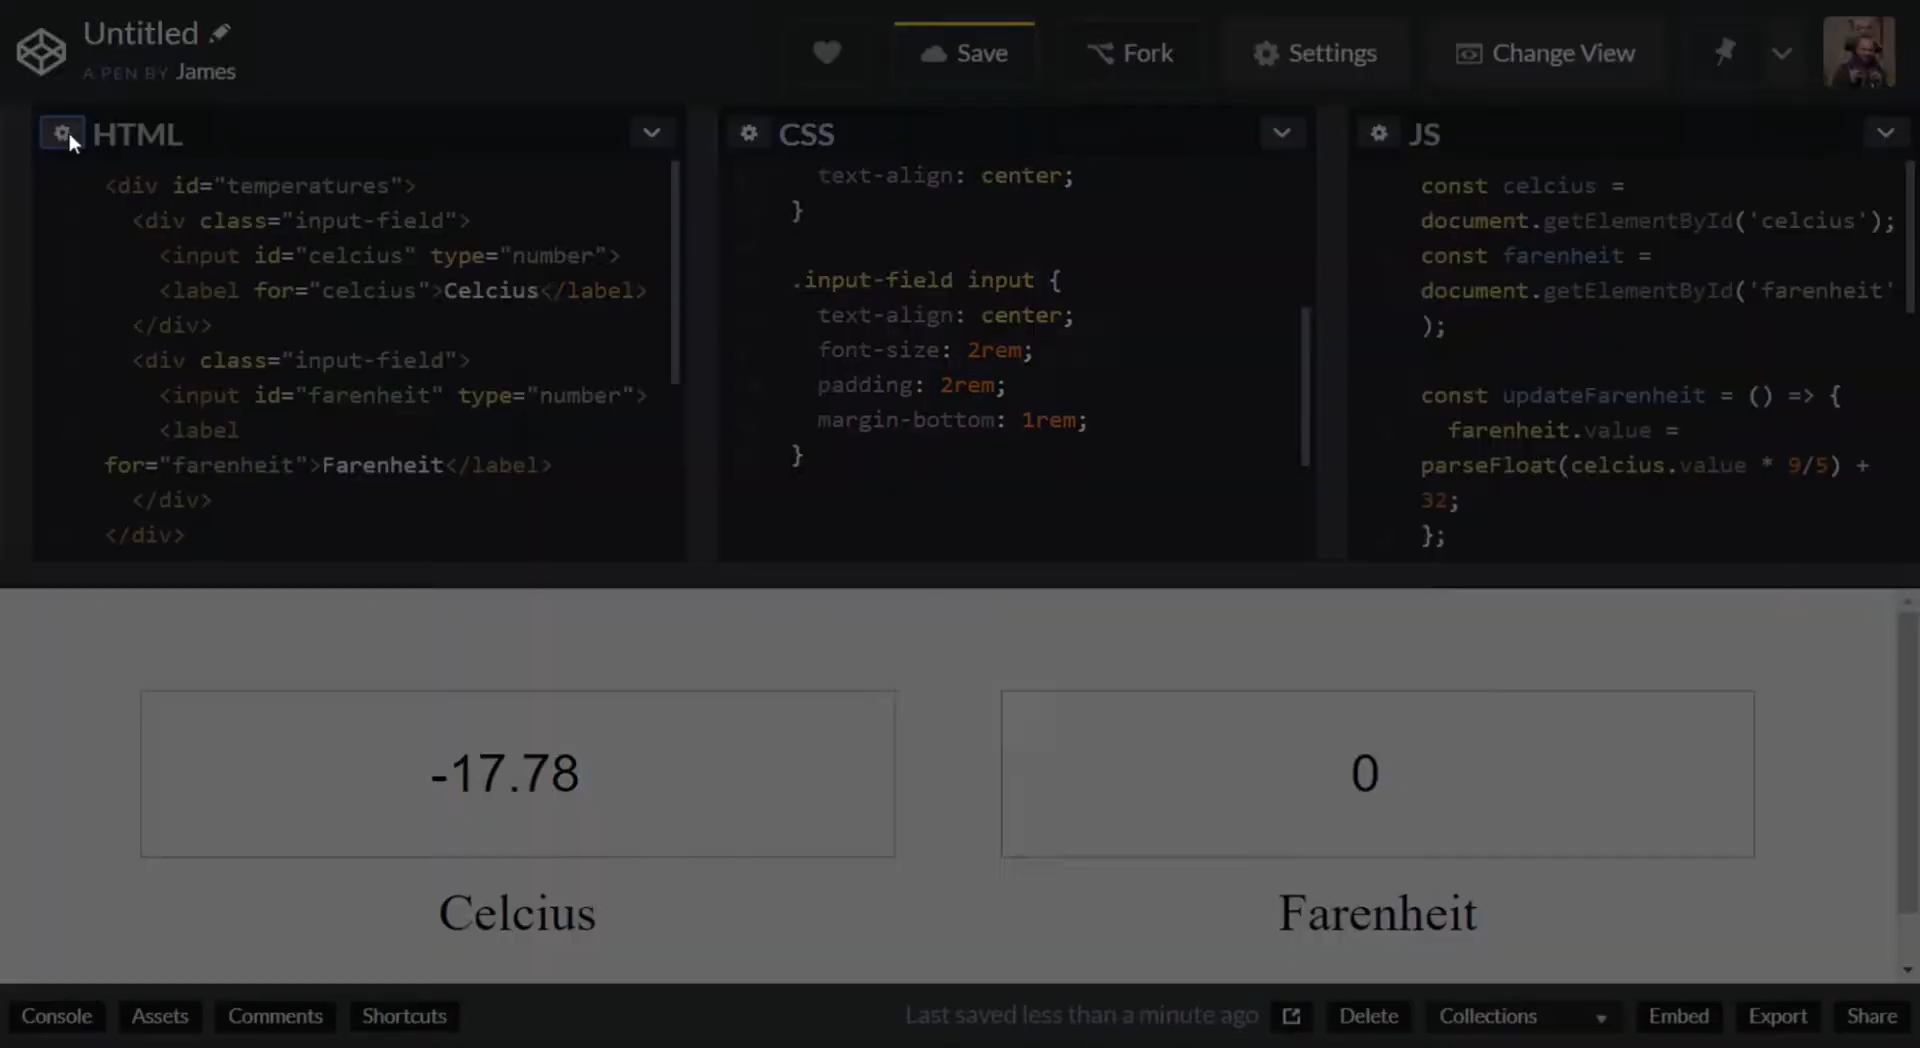 Untitled
A PEN BY James
Save
Fork
Settings
Change View
HTML
<div id="temperatures">
<div class="input-field">
<input id="celcius" type="number">
<label for="celcius">Celcius</label>
</div>
<div class="input-field">
<input id="farenheit" type="number">
<label
for="farenheit">Farenheit</label>
</div>
</div>
CSS
text-align: center;
}
.input-field input {
text-align: center;
font-size: 2rem;
padding: 2rem;
margin-bottom: 1rem;
}
JS
const celcius =
document.getElementById('celcius');
const farenheit =
document.getElementById('farenheit'
);
const updateFarenheit = () => {
farenheit.value =
parseFloat(celcius.value * 9/5) +
32;
};
-17.78
0
Celcius
Farenheit
Console
Assets
Comments
Shortcuts
Last saved less than a minute ago
Delete
Collections
Embed
Export
Share